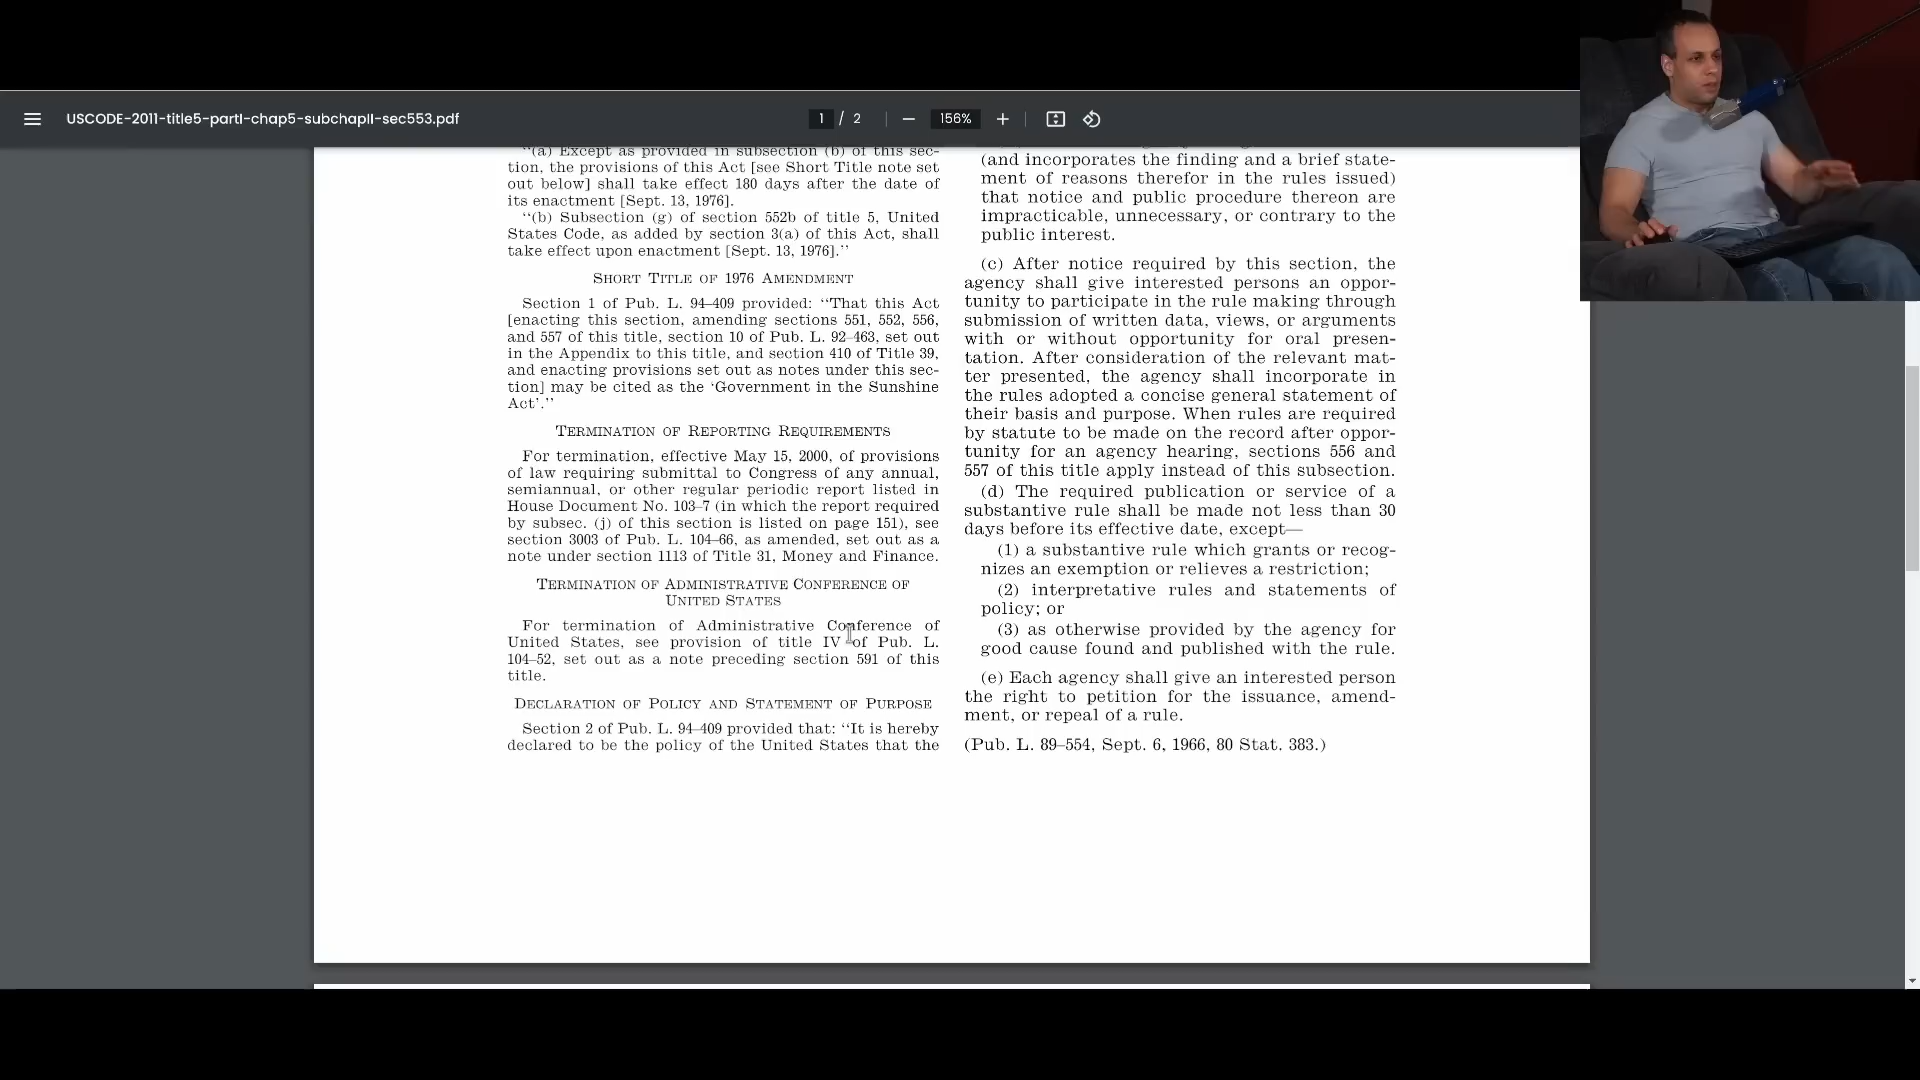 USCODE-2011-title5-partI-chap5-subchapII-sec553.pdf
1 / 2
156%
‘‘(a) Except as provided in subsection (b) of this sec-
tion, the provisions of this Act [see Short Title note set
out below] shall take effect 180 days after the date of
its enactment [Sept. 13, 1976].
‘‘(b) Subsection (g) of section 552b of title 5, United
States Code, as added by section 3(a) of this Act, shall
take effect upon enactment [Sept. 13, 1976].’’
SHORT TITLE OF 1976 AMENDMENT
Section 1 of Pub. L. 94–409 provided: ‘‘That this Act
[enacting this section, amending sections 551, 552, 556,
and 557 of this title, section 10 of Pub. L. 92–463, set out
in the Appendix to this title, and section 410 of Title 39,
and enacting provisions set out as notes under this sec-
tion] may be cited as the ‘Government in the Sunshine
Act’.’’
TERMINATION OF REPORTING REQUIREMENTS
For termination, effective May 15, 2000, of provisions
of law requiring submittal to Congress of any annual,
semiannual, or other regular periodic report listed in
House Document No. 103–7 (in which the report required
by subsec. (j) of this section is listed on page 151), see
section 3003 of Pub. L. 104–66, as amended, set out as a
note under section 1113 of Title 31, Money and Finance.
TERMINATION OF ADMINISTRATIVE CONFERENCE OF
UNITED STATES
For termination of Administrative Conference of
United States, see provision of title IV of Pub. L.
104–52, set out as a note preceding section 591 of this
title.
DECLARATION OF POLICY AND STATEMENT OF PURPOSE
Section 2 of Pub. L. 94–409 provided that: ‘‘It is hereby
declared to be the policy of the United States that the
(and incorporates the finding and a brief state-
ment of reasons therefor in the rules issued)
that notice and public procedure thereon are
impracticable, unnecessary, or contrary to the
public interest.
(c) After notice required by this section, the
agency shall give interested persons an oppor-
tunity to participate in the rule making through
submission of written data, views, or arguments
with or without opportunity for oral presen-
tation. After consideration of the relevant mat-
ter presented, the agency shall incorporate in
the rules adopted a concise general statement of
their basis and purpose. When rules are required
by statute to be made on the record after oppor-
tunity for an agency hearing, sections 556 and
557 of this title apply instead of this subsection.
(d) The required publication or service of a
substantive rule shall be made not less than 30
days before its effective date, except—
(1) a substantive rule which grants or recog-
nizes an exemption or relieves a restriction;
(2) interpretative rules and statements of
policy; or
(3) as otherwise provided by the agency for
good cause found and published with the rule.
(e) Each agency shall give an interested person
the right to petition for the issuance, amend-
ment, or repeal of a rule.
(Pub. L. 89–554, Sept. 6, 1966, 80 Stat. 383.)